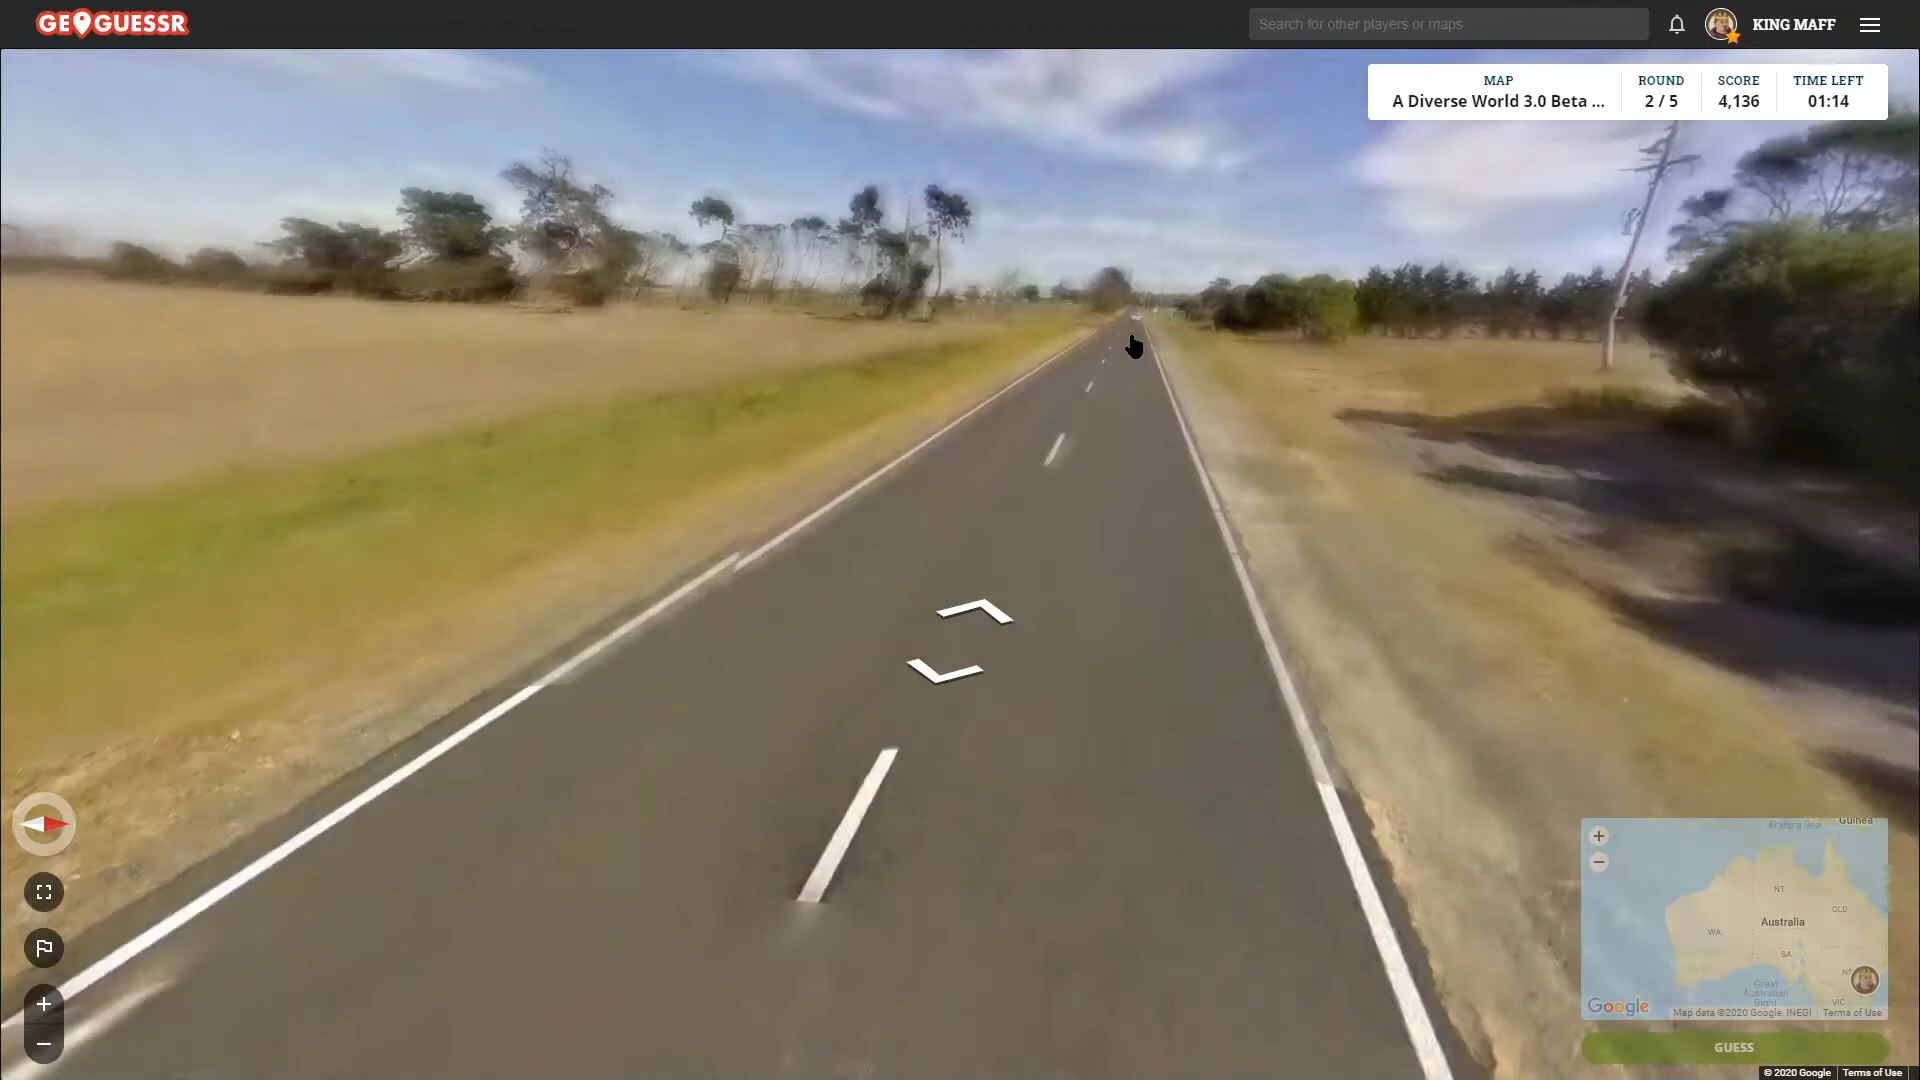 GEOGUESSR
Search for other players or maps
KING MAFF
MAP
A Diverse World 3.0 Beta ...
ROUND
2 / 5
SCORE
4,136
TIME LEFT
01:14
Guinea
Arafura Sea
NT
QLD
Australia
WA
SA
Great
Australian
Bight
VIC
Google
Map data ©2020 Google, INEGI
Terms of Use
GUESS
© 2020 Google
Terms of Use